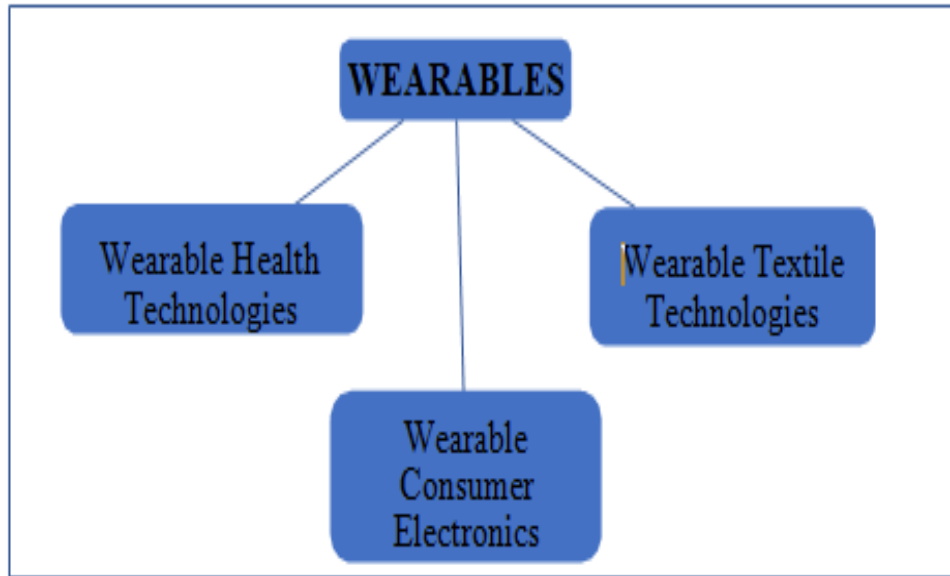 WEARABLES
Wearable Health
Technologies
Wearable Textile
Technologies
Wearable
Consumer
Electronics